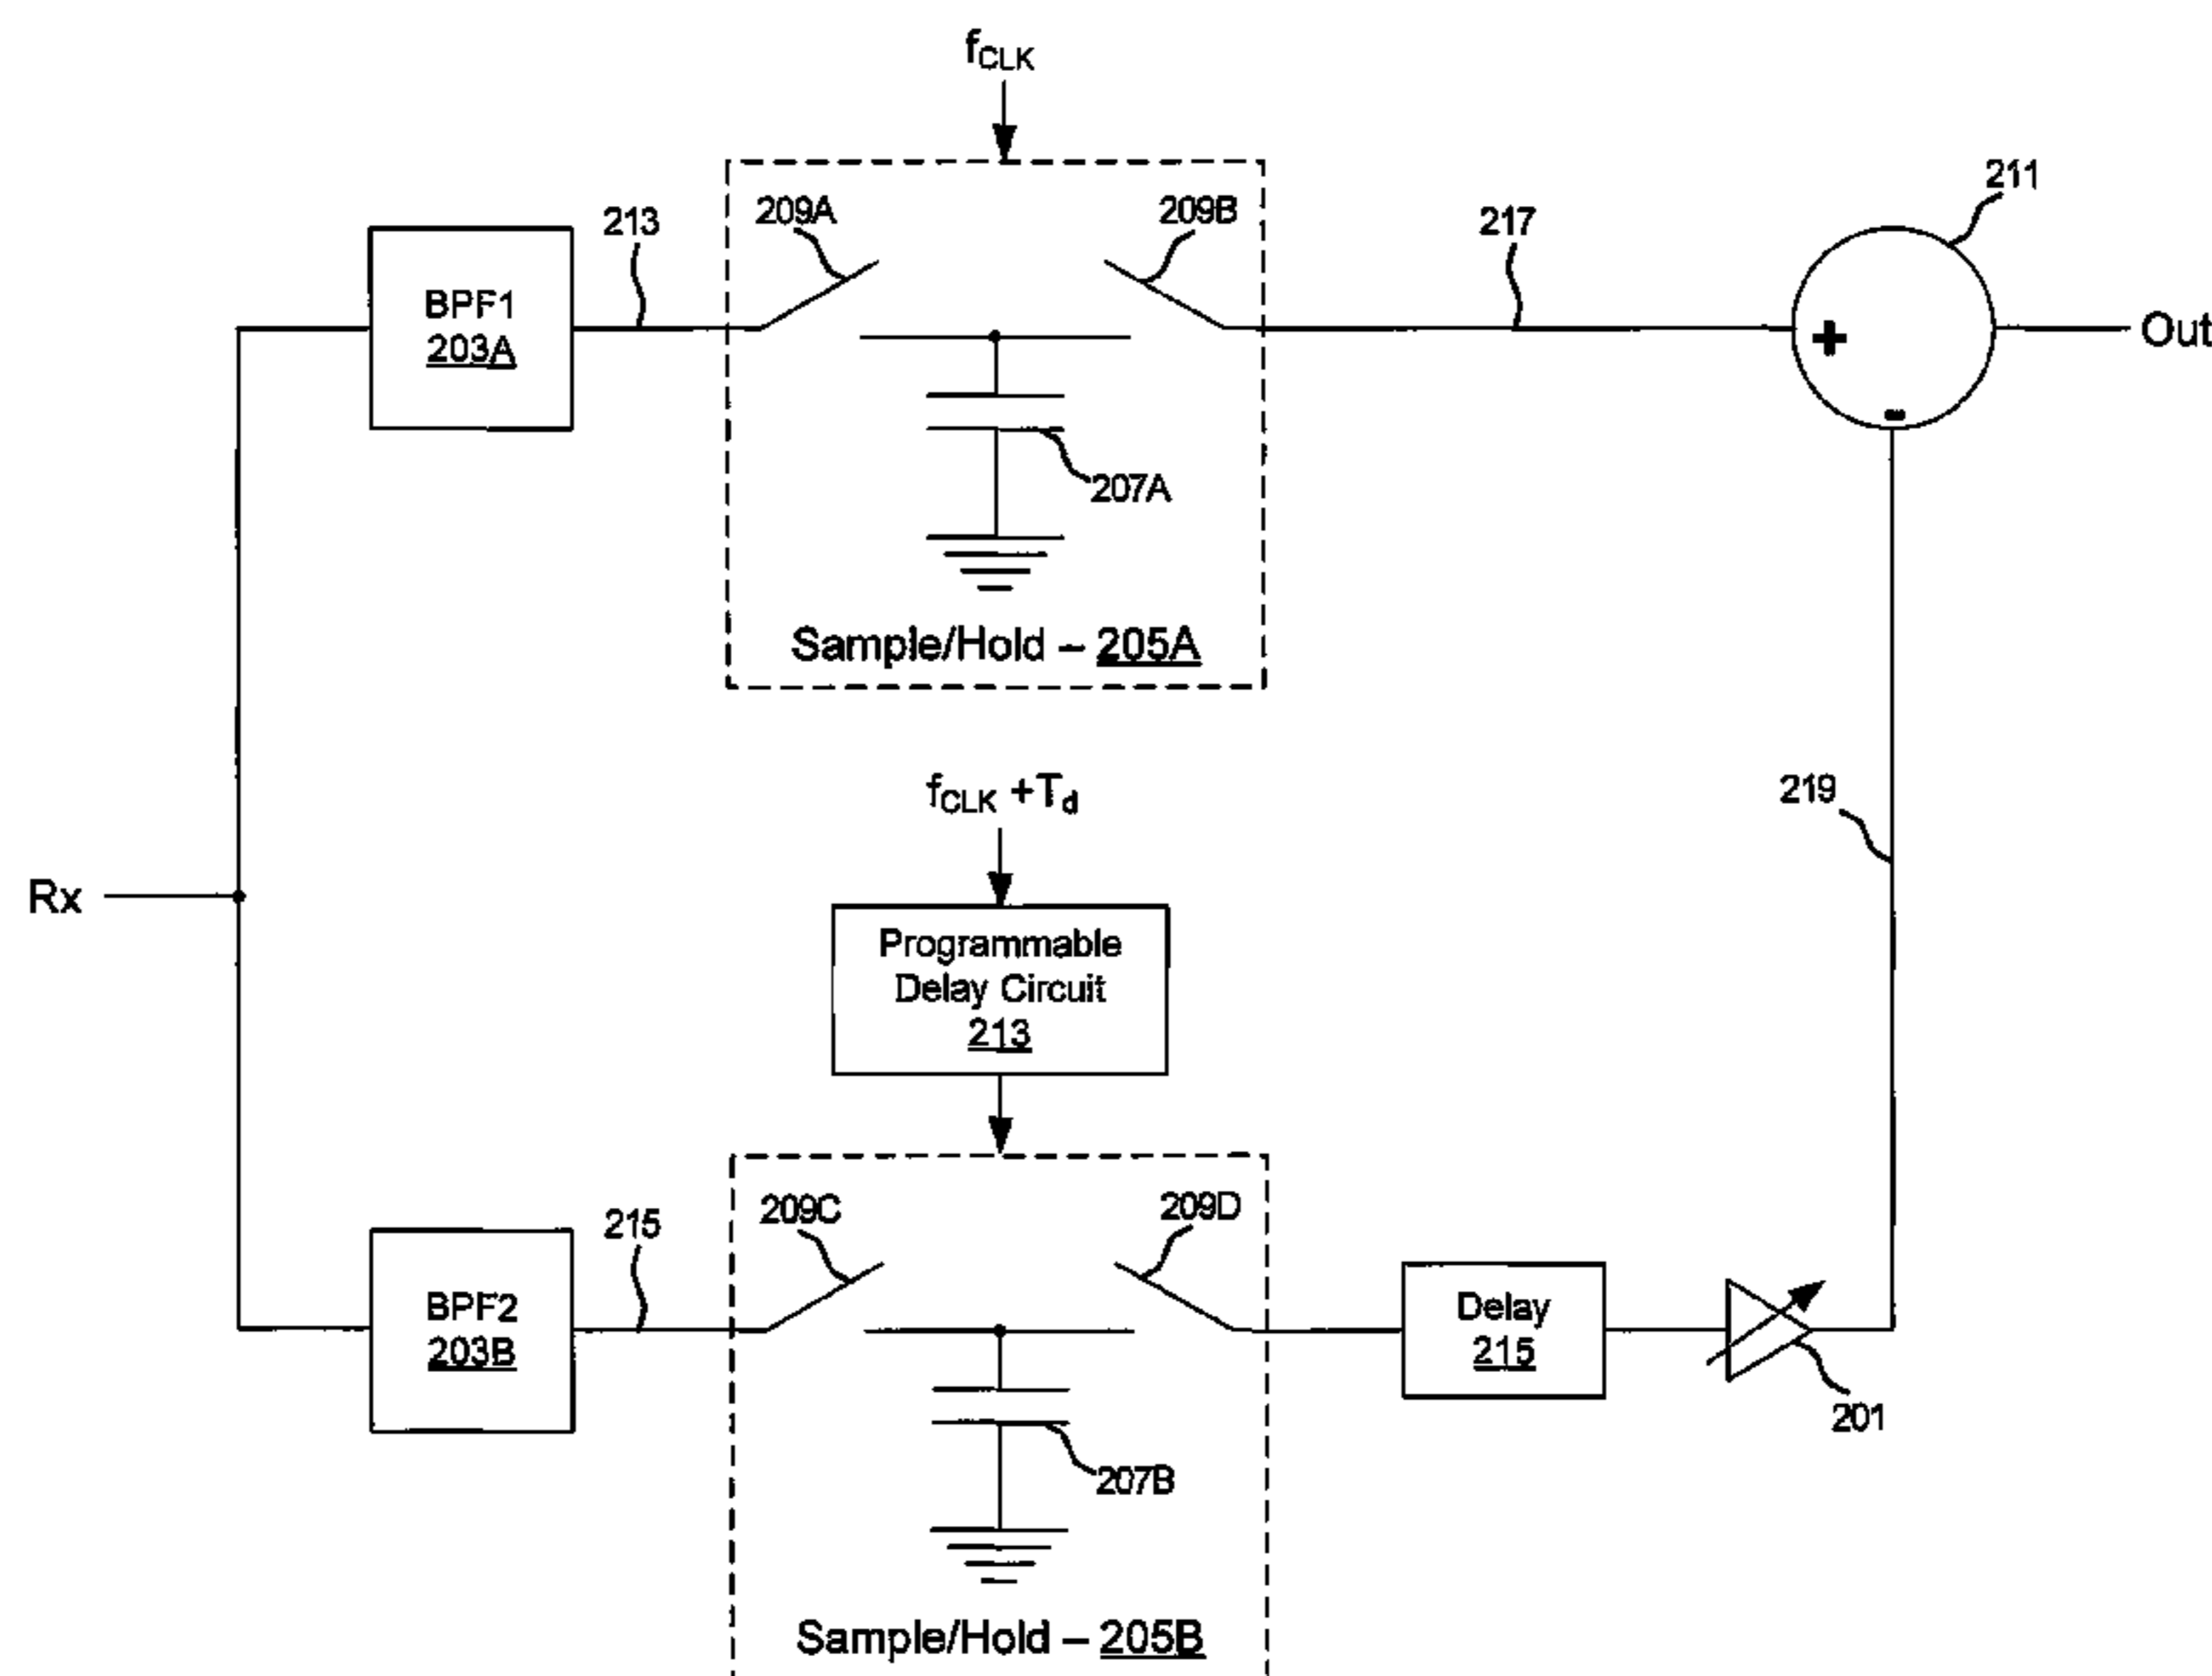 fCLK
209A
209B
213
217
211
BPF1
203A
+
Out
-
207A
Sample/Hold – 205A
fCLK +Td
219
Rx
Programmable
Delay Circuit
213
209C
209D
215
BPF2
203B
Delay
215
201
207B
Sample/Hold – 205B